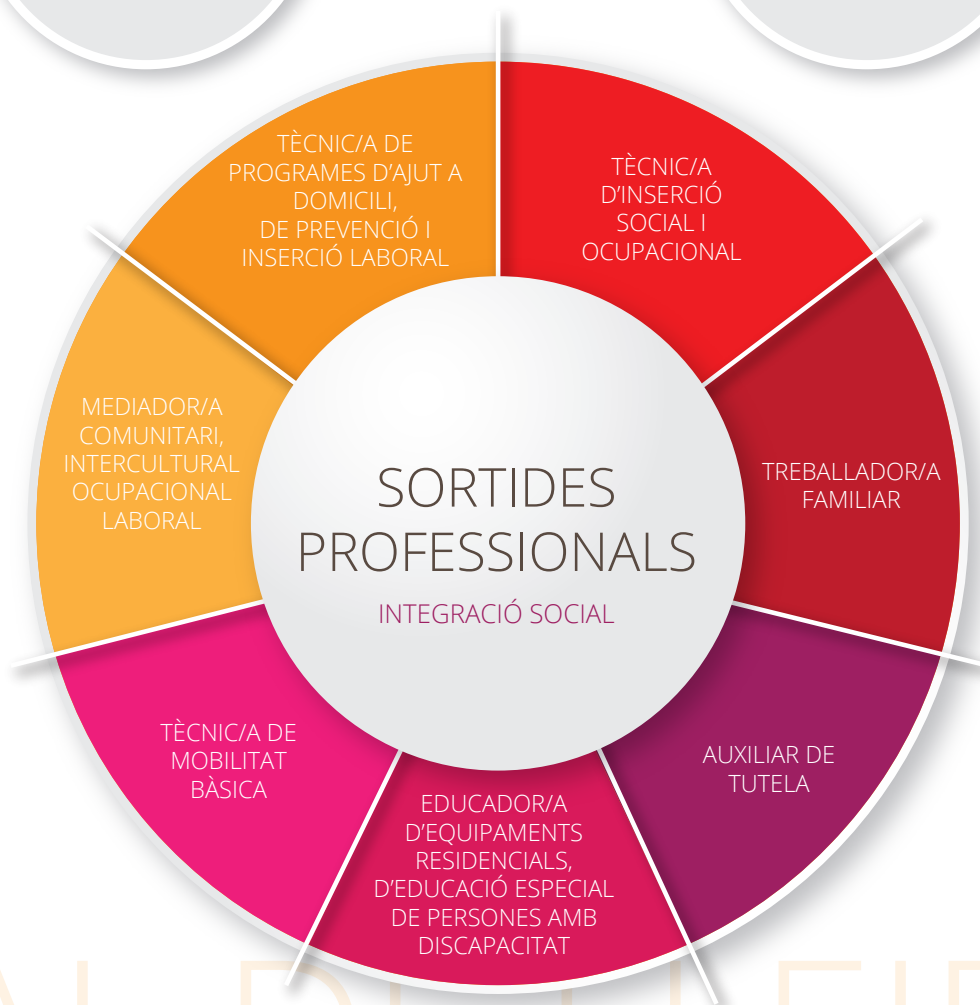 TÈCNIC/A DE
PROGRAMES D'AJUT A
DOMICILI,
DE PREVENCIÓ I
INSERCIÓ LABORAL
TÈCNIC/A
D'INSERCIÓ
SOCIAL I
OCUPACIONAL
TREBALLADOR/A
FAMILIAR
AUXILIAR DE
TUTELA
EDUCADOR/A
D'EQUIPAMENTS
RESIDENCIALS,
D'EDUCACIÓ ESPECIAL
DE PERSONES AMB
DISCAPACITAT
TÈCNIC/A DE
MOBILITAT
BÀSICA
MEDIADOR/A
COMUNITARI,
INTERCULTURAL
OCUPACIONAL
LABORAL
SORTIDES
PROFESSIONALS
INTEGRACIÓ SOCIAL